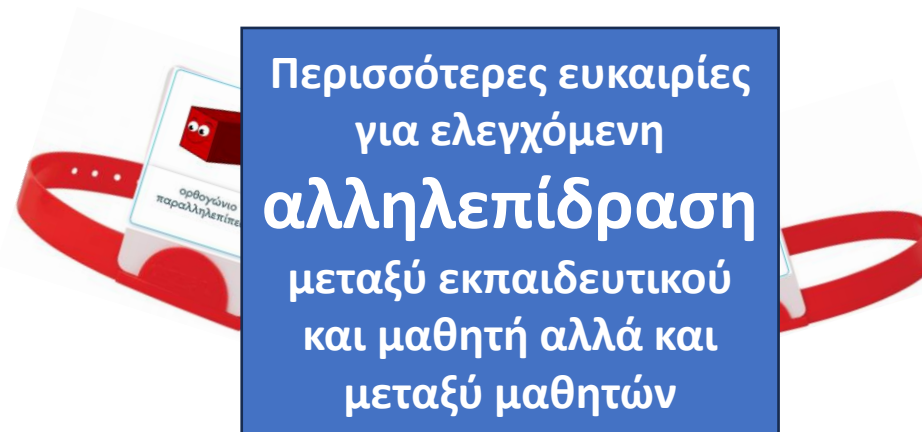 Περισσότερες ευκαιρίες
για ελεγχόμενη
αλληλεπίδραση
μεταξύ εκπαιδευτικού
και μαθητή αλλά και
μεταξύ μαθητών
ορθογώνιο